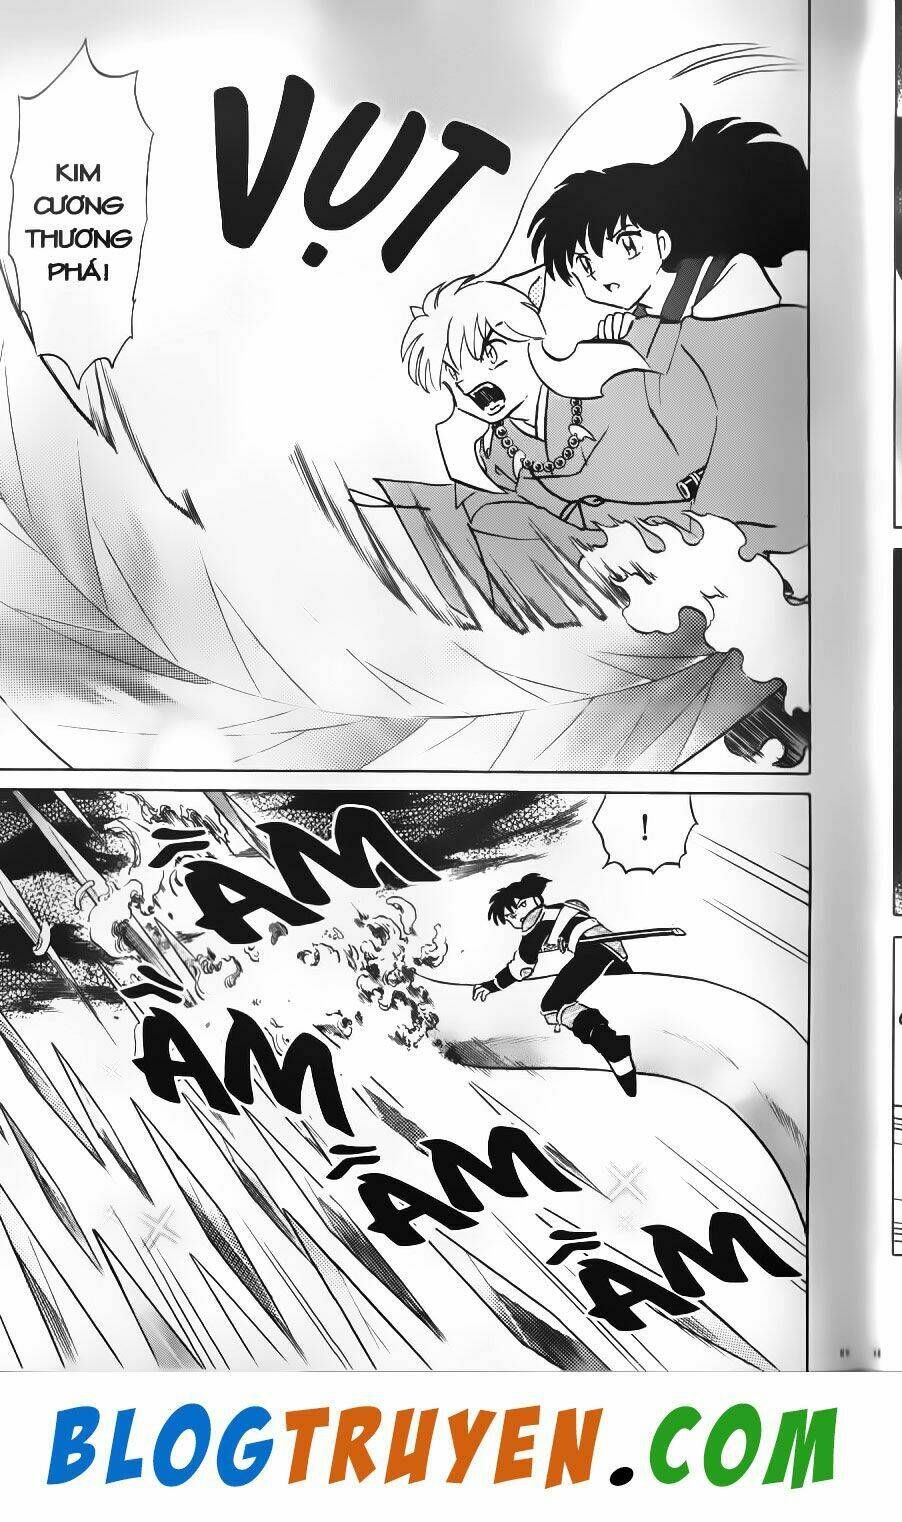 KIM
CƯƠNG
THƯƠNG
PHÁ!
VỤT
!
ẦM
ẦM
ẦM
ẦM
BLOGTRUYEN.COM